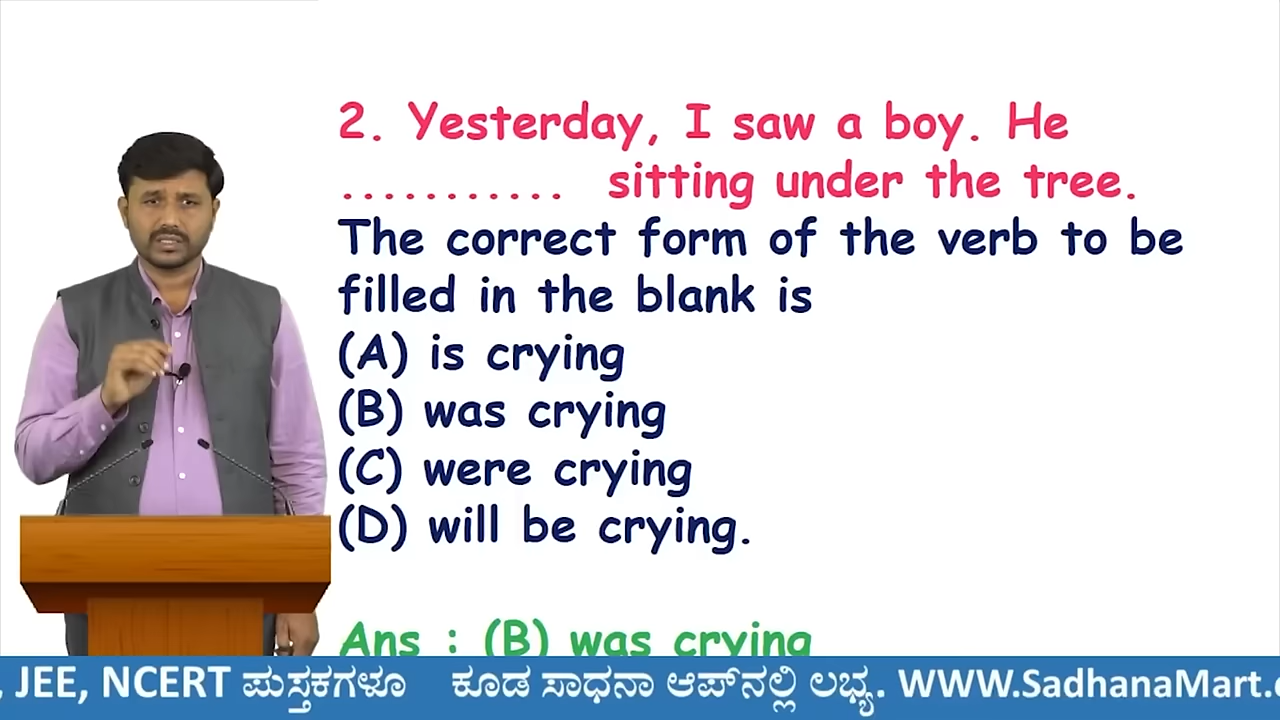 2. Yesterday, I saw a boy. He
........... sitting under the tree.
The correct form of the verb to be
filled in the blank is
(A) is crying
(B) was crying
(C) were crying
(D) will be crying.
Ans : (B) was crying
, JEE, NCERT ಪುಸ್ತಕಗಳೂ ಕೂಡ ಸಾಧನಾ ಆಪ್‌ನಲ್ಲಿ ಲಭ್ಯ. WWW.SadhanaMart.c